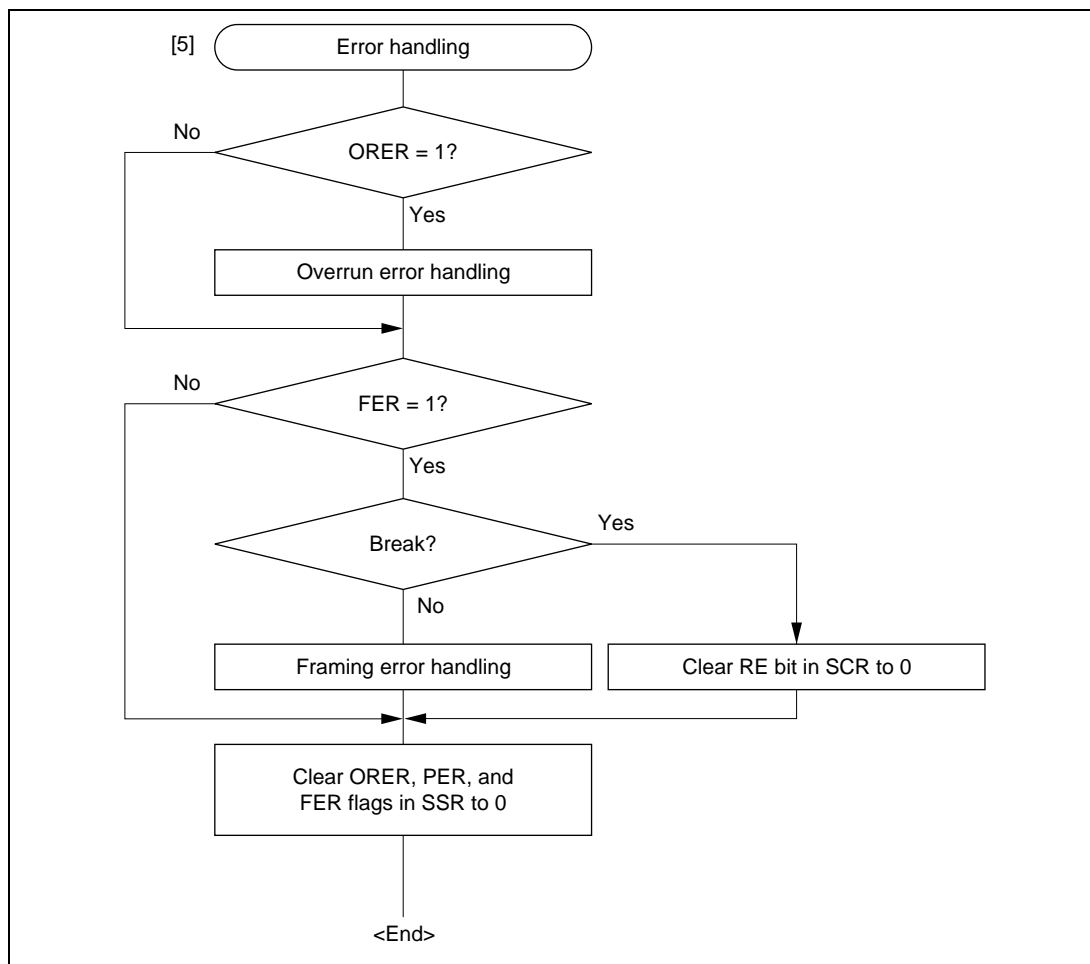 [5]
Error handling
No
ORER = 1?
Yes
Overrun error handling
No
FER = 1?
Yes
Yes
Break?
No
Framing error handling
Clear RE bit in SCR to 0
Clear ORER, PER, and
FER flags in SSR to 0
<End>